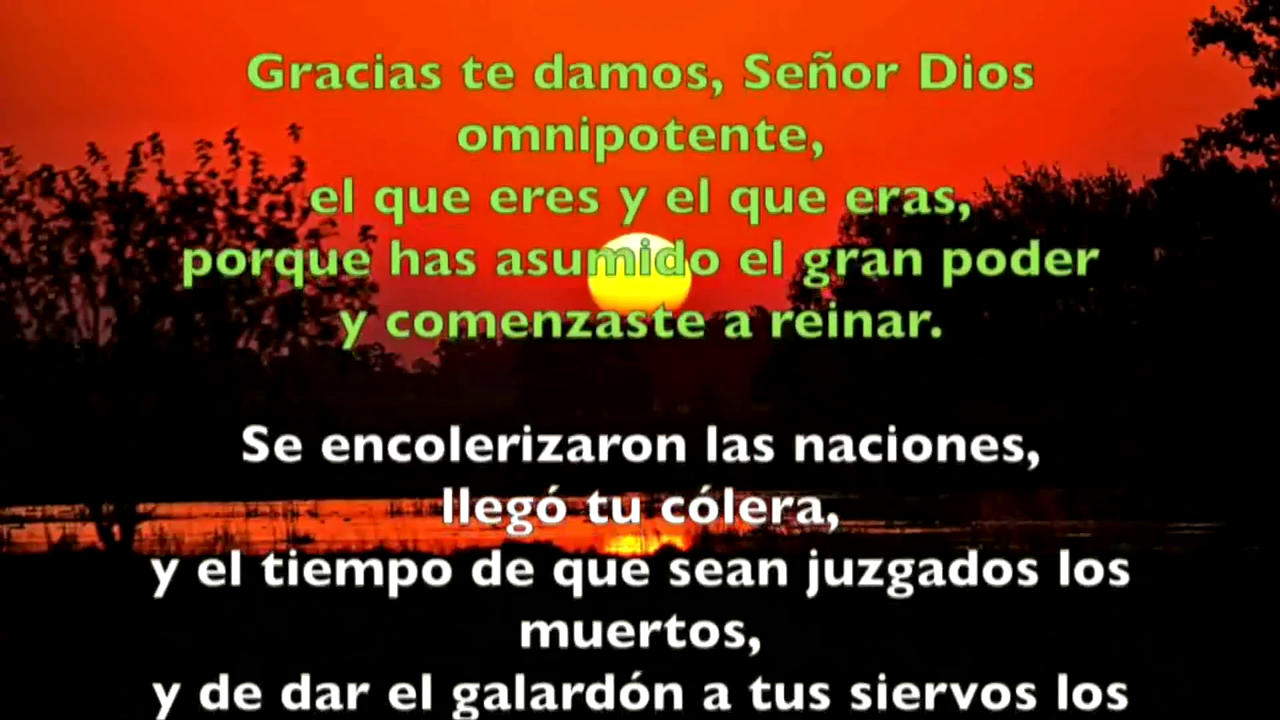 Gracias te damos, Señor Dios
omnipotente,
el que eres y el que eras,
porque has asumido el gran poder
y comenzaste a reinar.
Se encolerizaron las naciones,
llegó tu cólera,
y el tiempo de que sean juzgados los
muertos,
y de dar el galardón a tus siervos los